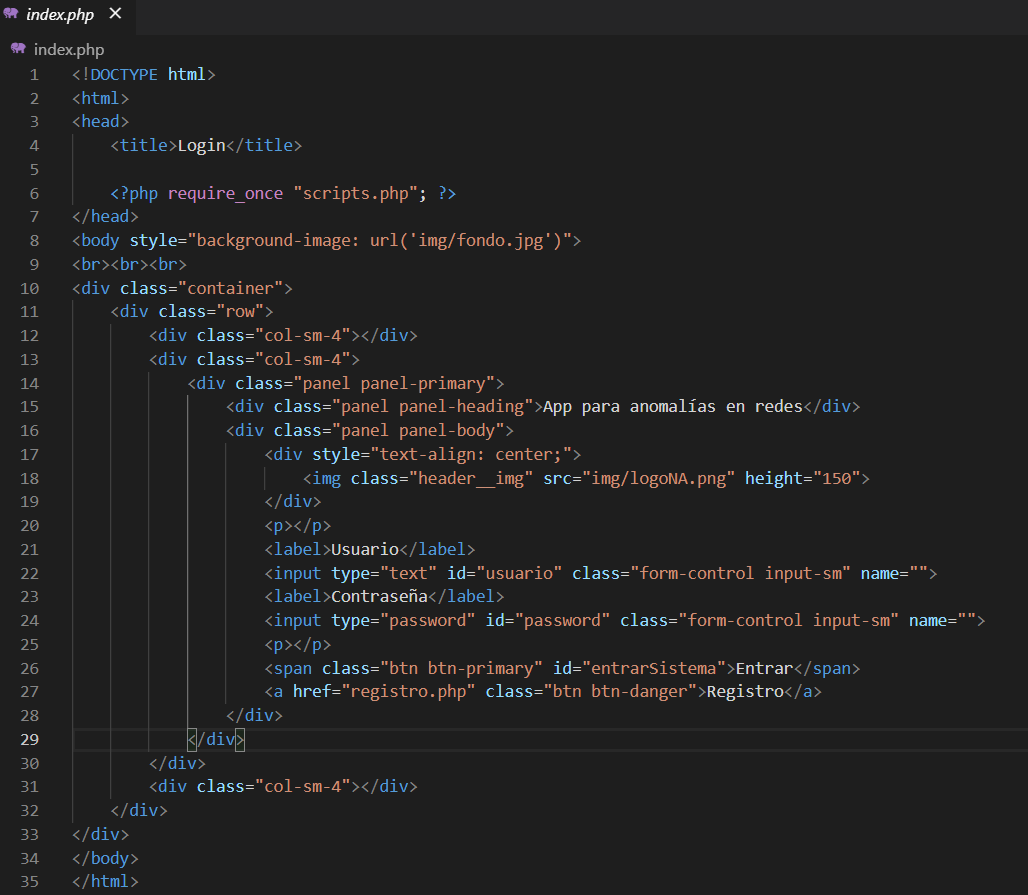 index.php ×
index.php
1 <!DOCTYPE html>
2 <html>
3 <head>
4     <title>Login</title>
5
6     <?php require_once "scripts.php"; ?>
7 </head>
8 <body style="background-image: url('img/fondo.jpg')">
9 <br><br><br>
10 <div class="container">
11     <div class="row">
12         <div class="col-sm-4"></div>
13         <div class="col-sm-4">
14             <div class="panel panel-primary">
15                 <div class="panel panel-heading">App para anomalías en redes</div>
16                 <div class="panel panel-body">
17                     <div style="text-align: center;">
18                         <img class="header__img" src="img/logoNA.png" height="150">
19                     </div>
20                     <p></p>
21                     <label>Usuario</label>
22                     <input type="text" id="usuario" class="form-control input-sm" name="">
23                     <label>Contraseña</label>
24                     <input type="password" id="password" class="form-control input-sm" name="">
25                     <p></p>
26                     <span class="btn btn-primary" id="entrarSistema">Entrar</span>
27                     <a href="registro.php" class="btn btn-danger">Registro</a>
28                 </div>
29             </div>
30         </div>
31         <div class="col-sm-4"></div>
32     </div>
33 </div>
34 </body>
35 </html>